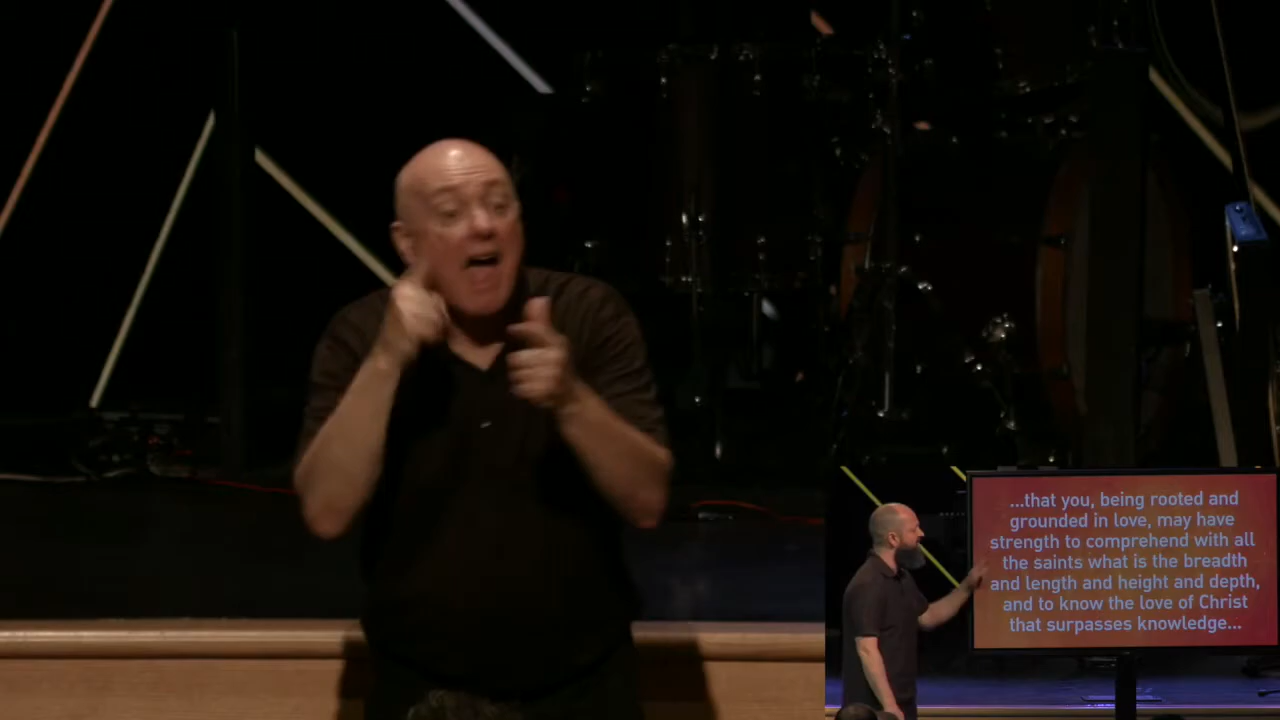 ...that you, being rooted and
grounded in love, may have
strength to comprehend with all
the saints what is the breadth
and length and height and depth,
and to know the love of Christ
that surpasses knowledge...